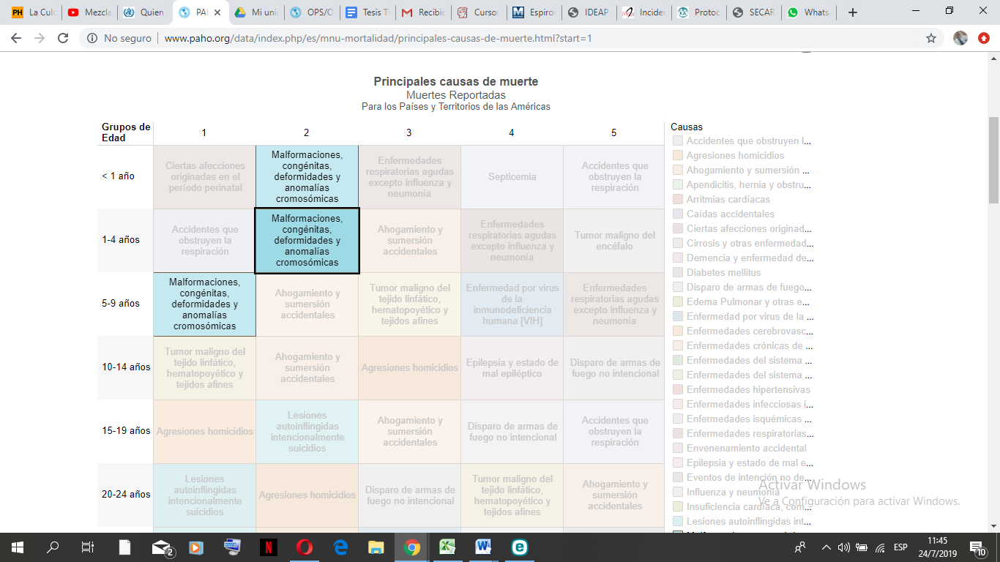 La Culo
Mezcla
Quien
PAH
Mi uni
OPS/O
Tesis T
Recibic
Curso:
Espiror
IDEAP
Incider
Protoc
SECAR
Whats
No seguro
www.paho.org/data/index.php/es/mnu-mortalidad/principales-causas-de-muerte.html?start=1
Principales causas de muerte
Muertes Reportadas
Para los Países y Territorios de las Américas
Grupos de
Edad
1
2
3
4
5
< 1 año
Ciertas afecciones
originadas en el
período perinatal
Malformaciones,
congénitas,
deformidades y
anomalías
cromosómicas
Enfermedades
respiratorias agudas
excepto influenza y
neumonía
Septicemia
Accidentes que
obstruyen la
respiración
1-4 años
Accidentes que
obstruyen la
respiración
Malformaciones,
congénitas,
deformidades y
anomalías
cromosómicas
Ahogamiento y
sumersión
accidentales
Enfermedades
respiratorias agudas
excepto influenza y
neumonía
Tumor maligno del
encéfalo
5-9 años
Malformaciones,
congénitas,
deformidades y
anomalías
cromosómicas
Ahogamiento y
sumersión
accidentales
Tumor maligno del
tejido linfático,
hematopoyético y
tejidos afines
Enfermedad por virus
de la
inmunodeficiencia
humana [VIH]
Enfermedades
respiratorias agudas
excepto influenza y
neumonía
10-14 años
Tumor maligno del
tejido linfático,
hematopoyético y
tejidos afines
Ahogamiento y
sumersión
accidentales
Agresiones homicidios
Epilepsia y estado de
mal epiléptico
Disparo de armas de
fuego no intencional
15-19 años
Agresiones homicidios
Lesiones
autoinflingidas
intencionalmente
suicidios
Ahogamiento y
sumersión
accidentales
Disparo de armas de
fuego no intencional
Accidentes que
obstruyen la
respiración
20-24 años
Lesiones
autoinflingidas
intencionalmente
suicidios
Agresiones homicidios
Disparo de armas de
fuego no intencional
Tumor maligno del
tejido linfático,
hematopoyético y
tejidos afines
Ahogamiento y
sumersión
accidentales
Causas
Accidentes que obstruyen l...
Agresiones homicidios
Ahogamiento y sumersión ...
Apendicitis, hernia y obstru...
Arritmias cardíacas
Caídas accidentales
Ciertas afecciones originad...
Cirrosis y otras enfermedad...
Demencia y enfermedad de...
Diabetes mellitus
Disparo de armas de fuego...
Edema Pulmonar y otras e...
Enfermedad por virus de la ...
Enfermedades cerebrovasc...
Enfermedades crónicas de ...
Enfermedades del sistema ...
Enfermedades del sistema ...
Enfermedades hipertensivas
Enfermedades infecciosas i...
Enfermedades isquémicas ...
Enfermedades respiratorias...
Envenenamiento accidental
Epilepsia y estado de mal e...
Eventos de intención no de...
Influenza y neumonía
Insuficiencia cardíaca, com...
Lesiones autoinflingidas int...
Activar Windows
Ve a Configuración para activar Windows.
2
ESP
11:45
24/7/2019
10